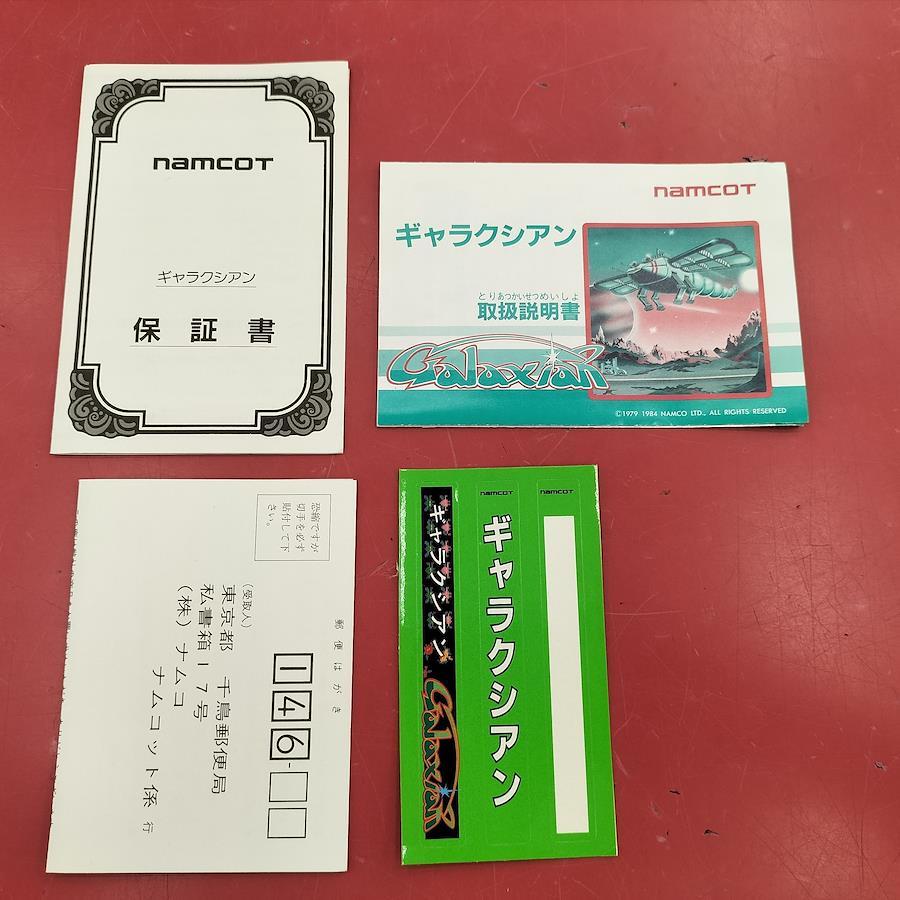 namcoT
ギャラクシアン
保証書
namcoT
ギャラクシアン
とりあつかいせつめいしょ
取扱説明書
Galaxian
©1979 1984 NAMCO LTD., ALL RIGHTS RESERVED
郵便はがき
恐縮ですが
切手を必ず
貼付して下
さい。
146-
(受取人)
東京都 千鳥郵便局
私書箱17号
(株)ナムコ
ナムコット係 行
ギャラクシアン
Galaxian
namcoT
ギャラクシアン
namcoT